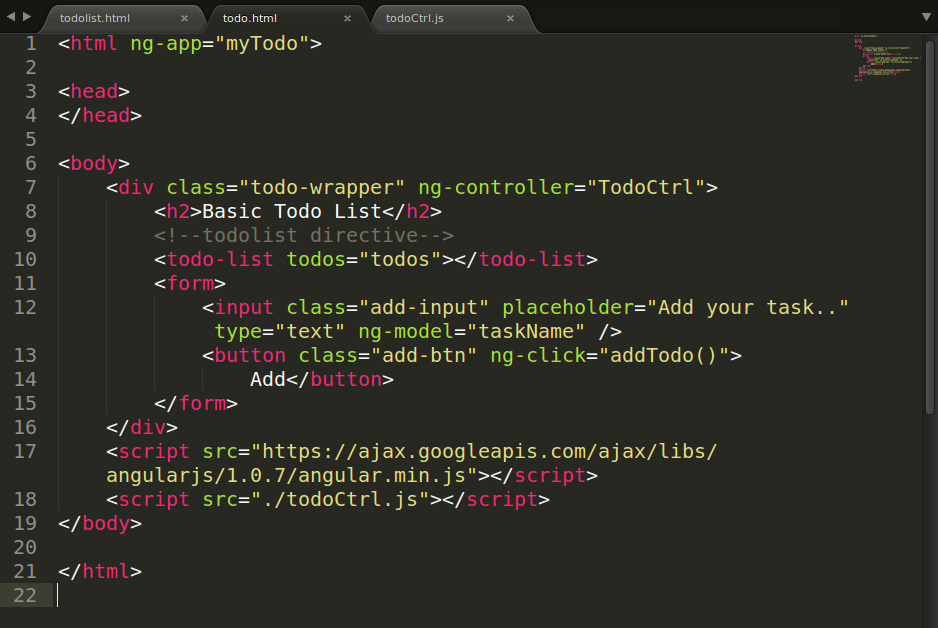 todolist.html × todo.html × todoCtrl.js ×
1 <html ng-app="myTodo">
2
3 <head>
4 </head>
5
6 <body>
7 <div class="todo-wrapper" ng-controller="TodoCtrl">
8 <h2>Basic Todo List</h2>
9 <!--todolist directive-->
10 <todo-list todos="todos"></todo-list>
11 <form>
12 <input class="add-input" placeholder="Add your task.."
type="text" ng-model="taskName" />
13 <button class="add-btn" ng-click="addTodo()">
14 Add</button>
15 </form>
16 </div>
17 <script src="https://ajax.googleapis.com/ajax/libs/
angularjs/1.0.7/angular.min.js"></script>
18 <script src="./todoCtrl.js"></script>
19 </body>
20
21 </html>
22